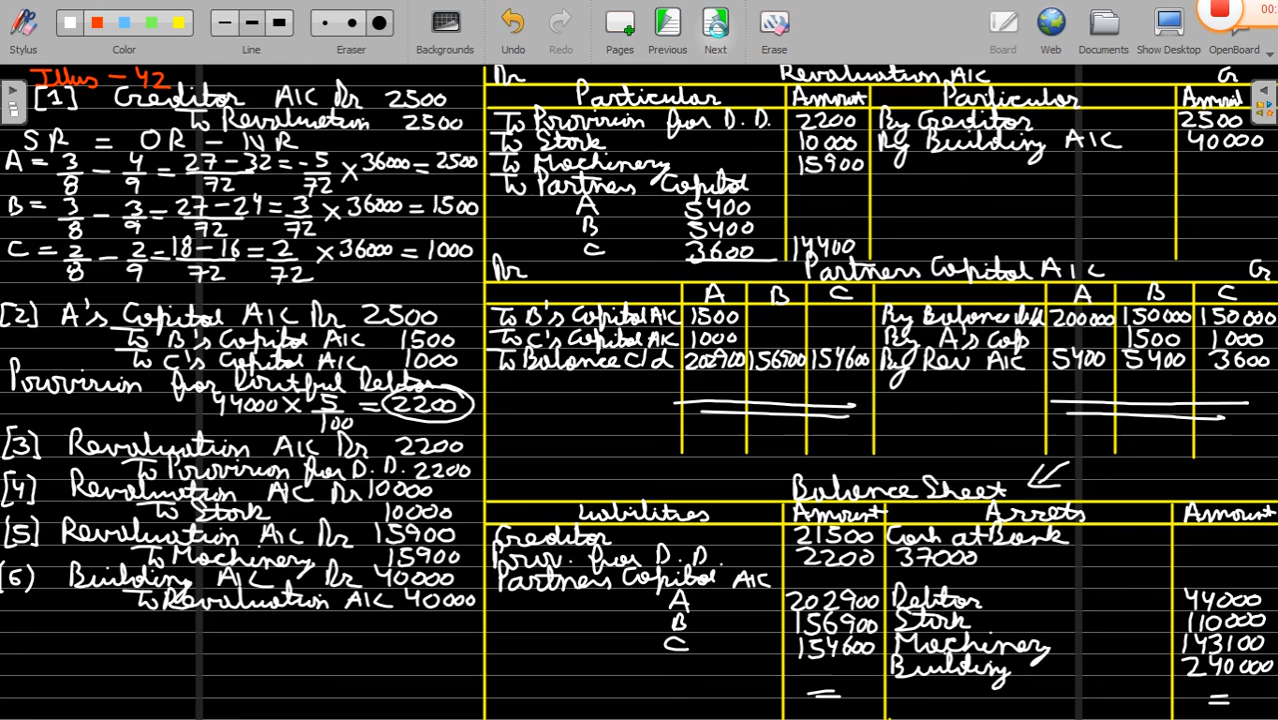 Stylus Color Line Eraser Backgrounds Undo Redo Pages Previous Next Erase Board Web Documents Show Desktop OpenBoard
00:
Illus - 42
[1] Creditor A/C Dr 2500
To Revaluation 2500
SR = OR - NR
A = 3/8 - 4/9 = 27-32/72 = -5/72 × 36000 = 2500
B = 3/8 - 3/9 = 27-24/72 = 3/72 × 36000 = 1500
C = 2/8 - 2/9 = 18-16/72 = 2/72 × 36000 = 1000
[2] A's Capital A/C Dr 2500
To B's Capital A/C 1500
To C's Capital A/C 1000
Provision for Doutful Debtor
44000 × 5/100 = 2200
[3] Revaluation A/C Dr 2200
To Provision for D.D. 2200
[4] Revaluation A/C Dr 10000
To Stock 10000
[5] Revaluation A/C Dr 15900
To Machinery 15900
(6) Building A/C Dr 40000
To Revaluation A/C 40000
Dr Revaluation A/C Cr
Particular Amount Particular Amount
To Provision for D.D. 2200 By Creditor 2500
To Stock 10000 By Building A/C 40000
To Machinery 15900
To Partners Capital
A 5400
B 5400
C 3600 14400
Dr Partners Capital A/C Cr
A B C A B C
To B's Capital A/C 1500 By Balance b/d 200000 150000 150000
To C's Capital A/C 1000 By A's Cap 1500 1000
To Balance C/d 202900 156900 154600 By Rev A/C 5400 5400 3600
Balance Sheet
Liabilities Amount Assets Amount
Creditor 21500 Cash at Bank
Prov. for D.D. 2200 37000
Partners Capital A/C
A 202900 Debtor 44000
B 156900 Stock 110000
C 154600 Machinery 143100
Building 240000